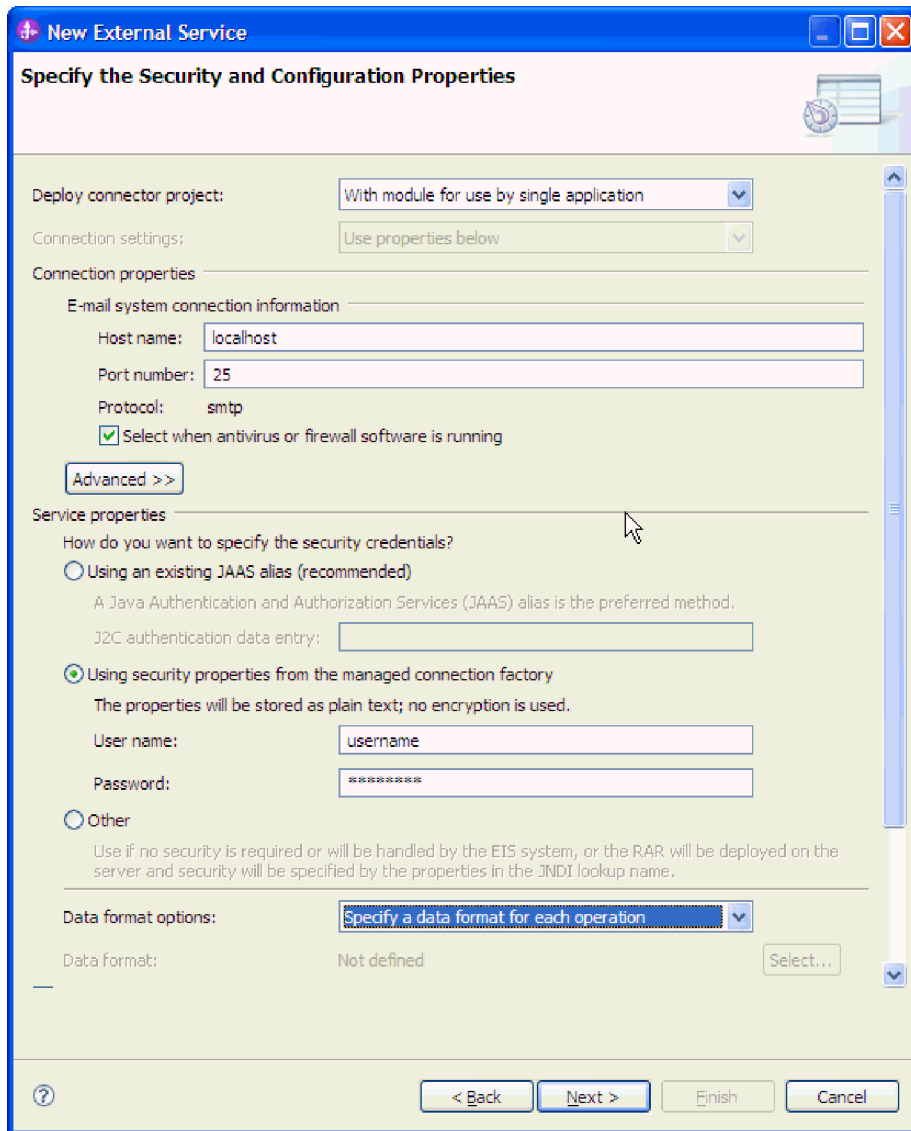 New External Service
Specify the Security and Configuration Properties
Deploy connector project: With module for use by single application
Connection settings: Use properties below
Connection properties
E-mail system connection information
Host name: localhost
Port number: 25
Protocol: smtp
Select when antivirus or firewall software is running
Advanced >>
Service properties
How do you want to specify the security credentials?
Using an existing JAAS alias (recommended)
A Java Authentication and Authorization Services (JAAS) alias is the preferred method.
J2C authentication data entry:
Using security properties from the managed connection factory
The properties will be stored as plain text; no encryption is used.
User name: username
Password: ********
Other
Use if no security is required or will be handled by the EIS system, or the RAR will be deployed on the
server and security will be specified by the properties in the JNDI lookup name.
Data format options: Specify a data format for each operation
Data format: Not defined Select...
? < Back Next > Finish Cancel